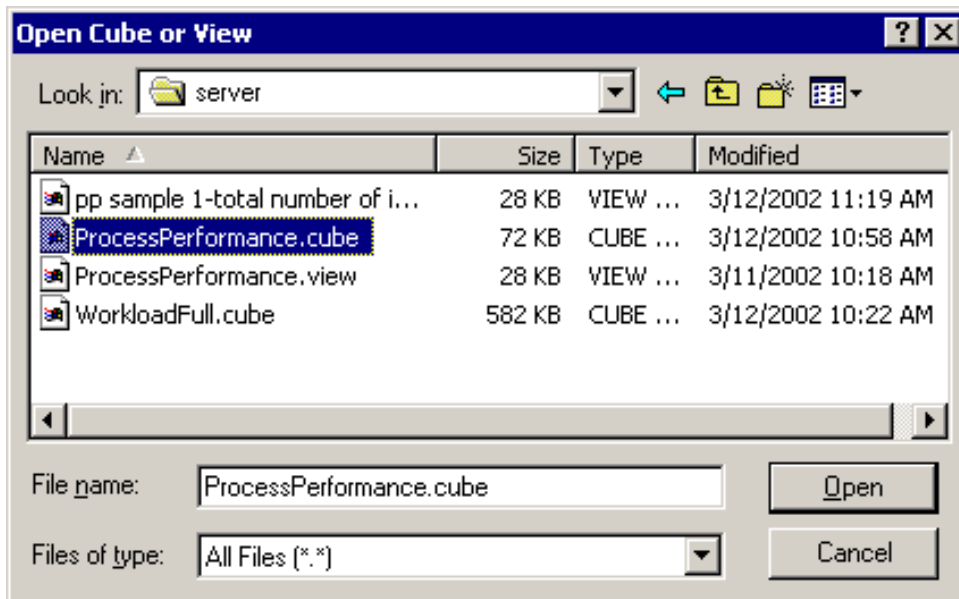 Open Cube or View
Look in: server
Name Size Type Modified
pp sample 1-total number of i... 28 KB VIEW ... 3/12/2002 11:19 AM
ProcessPerformance.cube 72 KB CUBE ... 3/12/2002 10:58 AM
ProcessPerformance.view 28 KB VIEW ... 3/11/2002 10:18 AM
WorkloadFull.cube 582 KB CUBE ... 3/12/2002 10:22 AM
File name: ProcessPerformance.cube Open
Files of type: All Files (*.*) Cancel